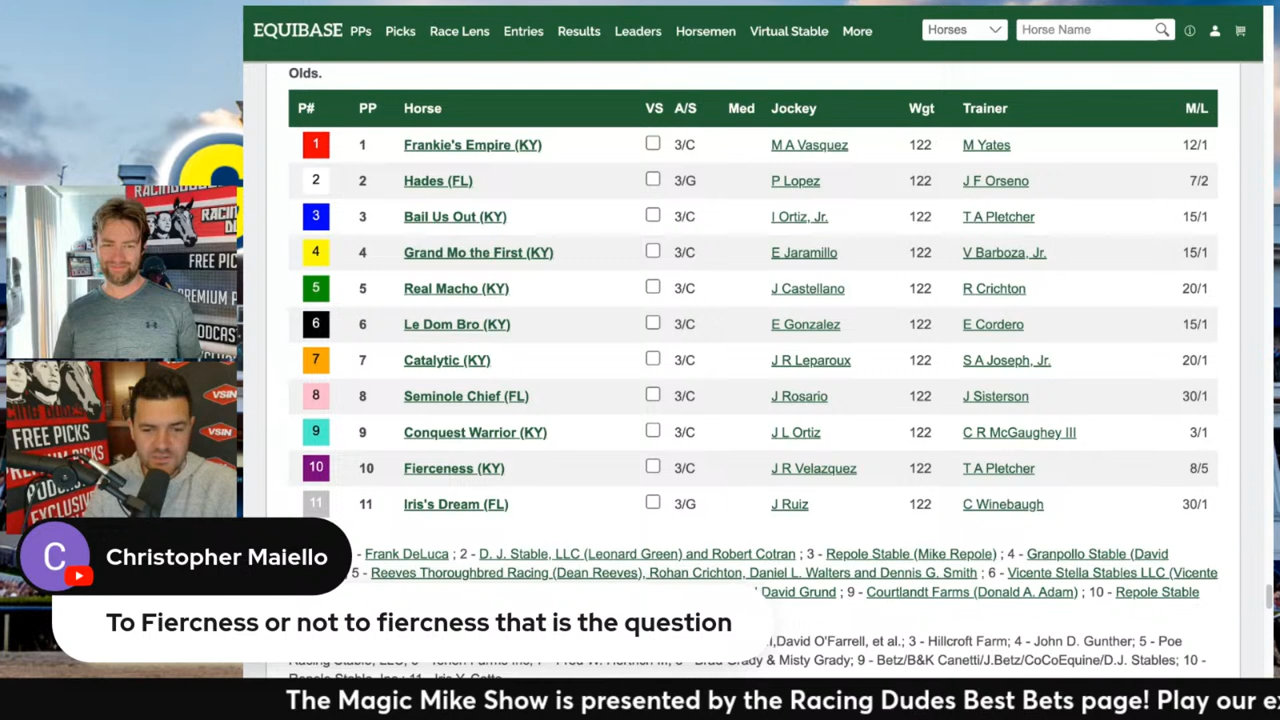 EQUIBASE PPs Picks Race Lens Entries Results Leaders Horsemen Virtual Stable More Horses Horse Name
Olds.
P# PP Horse VS A/S Med Jockey Wgt Trainer M/L
1 1 Frankie's Empire (KY) 3/C M A Vasquez 122 M Yates 12/1
2 2 Hades (FL) 3/G P Lopez 122 J F Orseno 7/2
3 3 Bail Us Out (KY) 3/C I Ortiz, Jr. 122 T A Pletcher 15/1
4 4 Grand Mo the First (KY) 3/C E Jaramillo 122 V Barboza, Jr. 15/1
5 5 Real Macho (KY) 3/C J Castellano 122 R Crichton 20/1
6 6 Le Dom Bro (KY) 3/C E Gonzalez 122 E Cordero 15/1
7 7 Catalytic (KY) 3/C J R Leparoux 122 S A Joseph, Jr. 20/1
8 8 Seminole Chief (FL) 3/C J Rosario 122 J Sisterson 30/1
9 9 Conquest Warrior (KY) 3/C J L Ortiz 122 C R McGaughey III 3/1
10 10 Fierceness (KY) 3/C J R Velazquez 122 T A Pletcher 8/5
11 11 Iris's Dream (FL) 3/G J Ruiz 122 C Winebaugh 30/1
- Frank DeLuca ; 2 - D. J. Stable, LLC (Leonard Green) and Robert Cotran ; 3 - Repole Stable (Mike Repole) ; 4 - Granpollo Stable (David
5 - Reeves Thoroughbred Racing (Dean Reeves), Rohan Crichton, Daniel L. Walters and Dennis G. Smith ; 6 - Vicente Stella Stables LLC (Vicente
David Grund ; 9 - Courtlandt Farms (Donald A. Adam) ; 10 - Repole Stable
David O'Farrell, et al.; 3 - Hillcroft Farm; 4 - John D. Gunther; 5 - Poe
& Misty Grady; 9 - Betz/B&K Canetti/J.Betz/CoCoEquine/D.J. Stables; 10 -
RACING
PREMIUM P
PODCAS
FREE PICKS
EXCLUSIV
VSiN
VSiN
C
Christopher Maiello
To Fiercness or not to fierceness that is the question
The Magic Mike Show is presented by the Racing Dudes Best Bets page! Play our ex